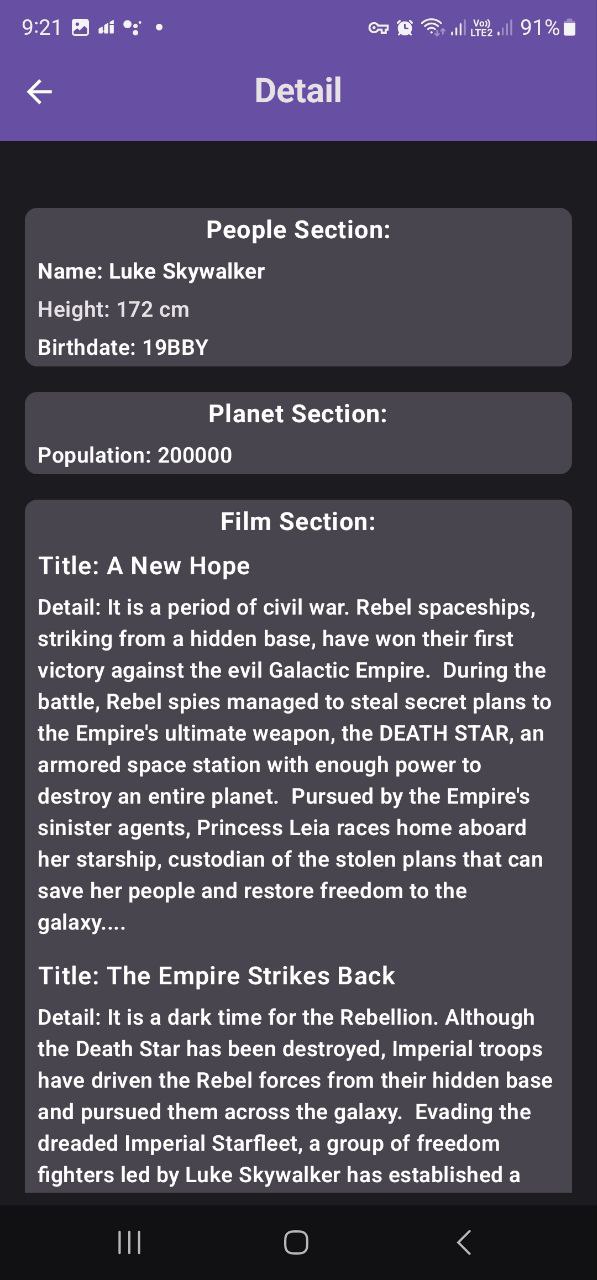 9:21
Vo))
LTE2
91%
Detail
People Section:
Name: Luke Skywalker
Height: 172 cm
Birthdate: 19BBY
Planet Section:
Population: 200000
Film Section:
Title: A New Hope
Detail: It is a period of civil war. Rebel spaceships,
striking from a hidden base, have won their first
victory against the evil Galactic Empire.  During the
battle, Rebel spies managed to steal secret plans to
the Empire's ultimate weapon, the DEATH STAR, an
armored space station with enough power to
destroy an entire planet.  Pursued by the Empire's
sinister agents, Princess Leia races home aboard
her starship, custodian of the stolen plans that can
save her people and restore freedom to the
galaxy....
Title: The Empire Strikes Back
Detail: It is a dark time for the Rebellion. Although
the Death Star has been destroyed, Imperial troops
have driven the Rebel forces from their hidden base
and pursued them across the galaxy.  Evading the
dreaded Imperial Starfleet, a group of freedom
fighters led by Luke Skywalker has established a